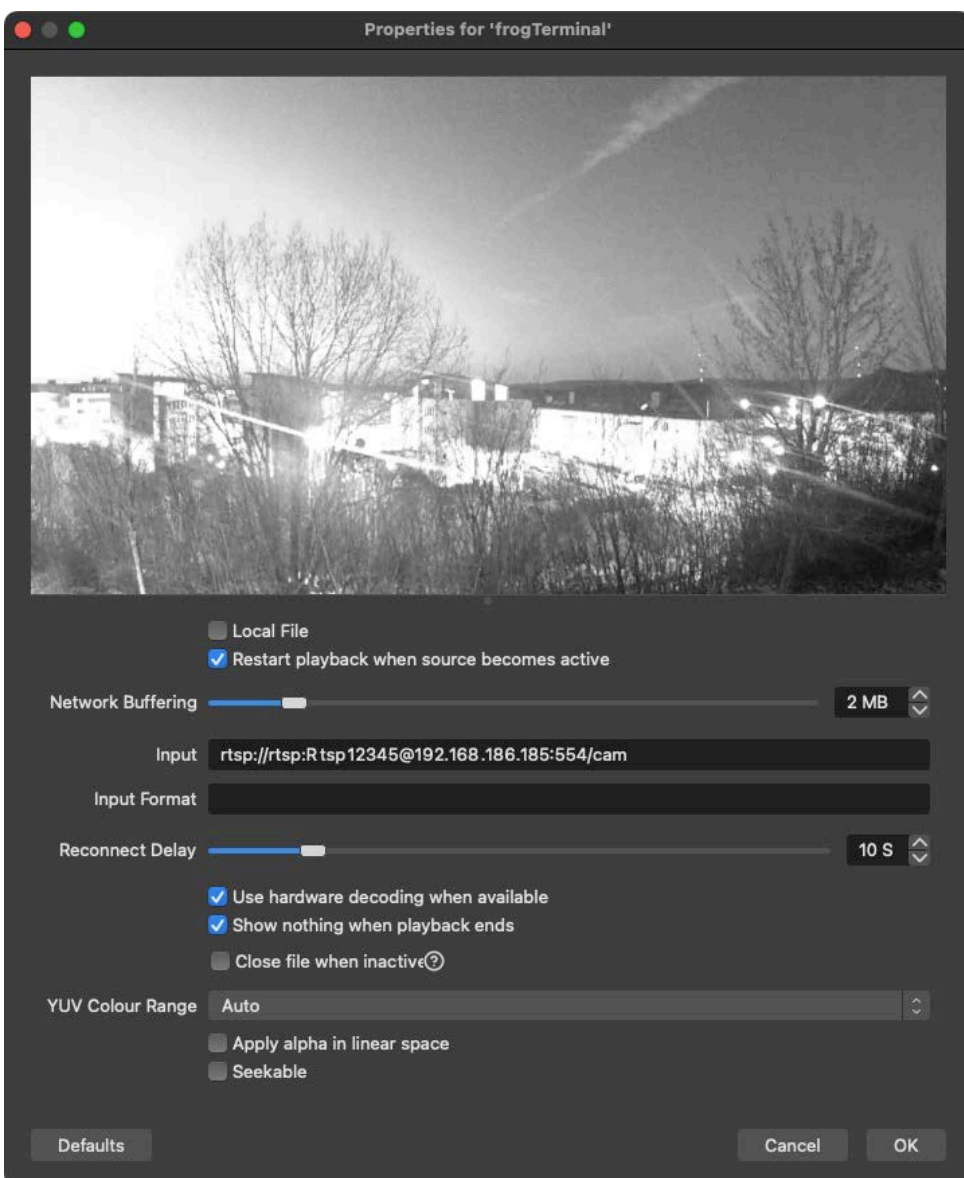 Properties for 'frogTerminal'
Local File
Restart playback when source becomes active
Network Buffering 2 MB
Input rtsp://rtsp:Rtsp12345@192.168.186.185:554/cam
Input Format
Reconnect Delay 10 S
Use hardware decoding when available
Show nothing when playback ends
Close file when inactive ?
YUV Colour Range Auto
Apply alpha in linear space
Seekable
Defaults Cancel OK